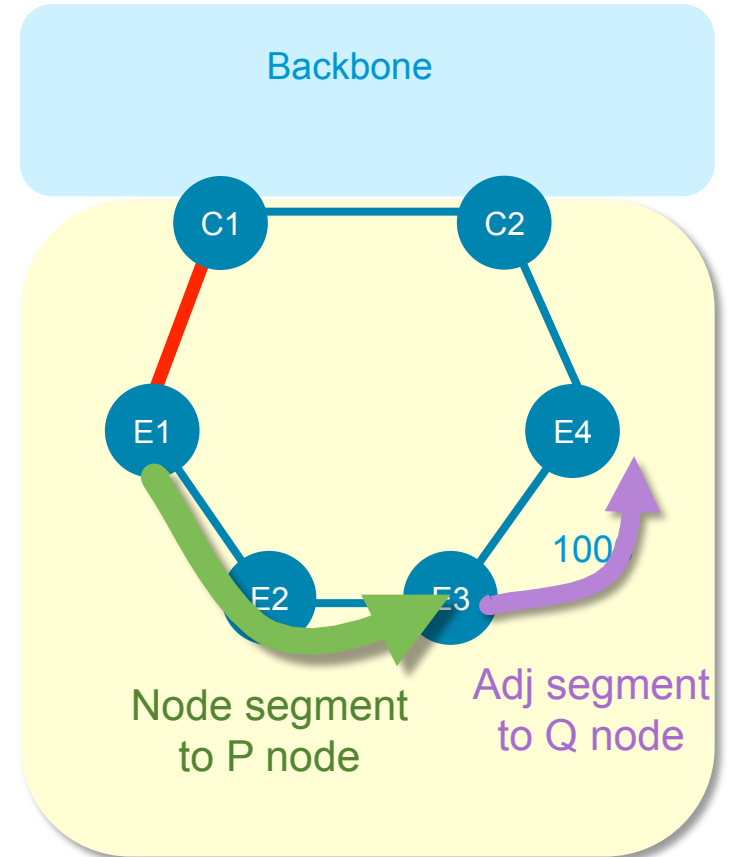 Backbone
C1
C2
E1
E4
100
E2
E3
Node segment
to P node
Adj segment
to Q node